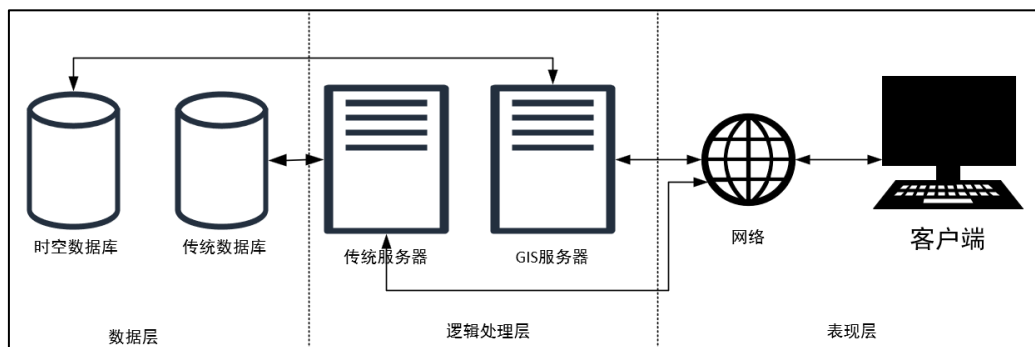 时空数据库
传统数据库
传统服务器
GIS服务器
网络
客户端
数据层
逻辑处理层
表现层